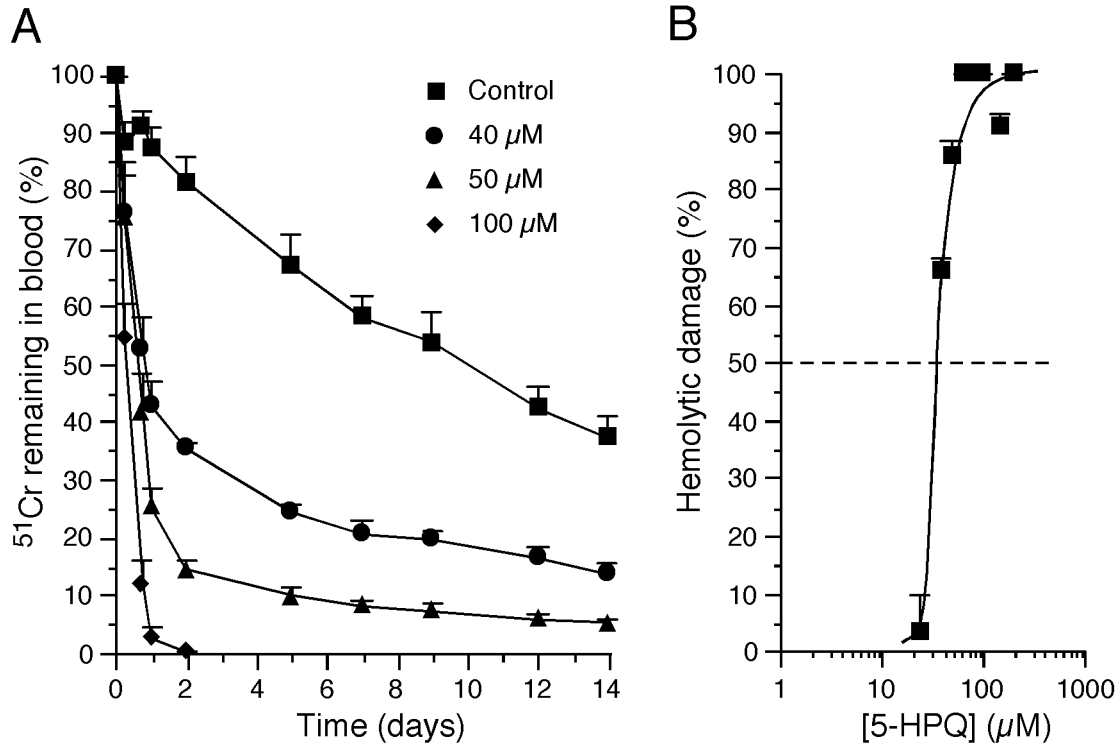 A
B
Control
40 µM
50 µM
100 µM
51Cr remaining in blood (%)
100
90
80
70
60
50
40
30
20
10
0
0 2 4 6 8 10 12 14
Time (days)
Hemolytic damage (%)
100
90
80
70
60
50
40
30
20
10
0
1 10 100 1000
[5-HPQ] (µM)